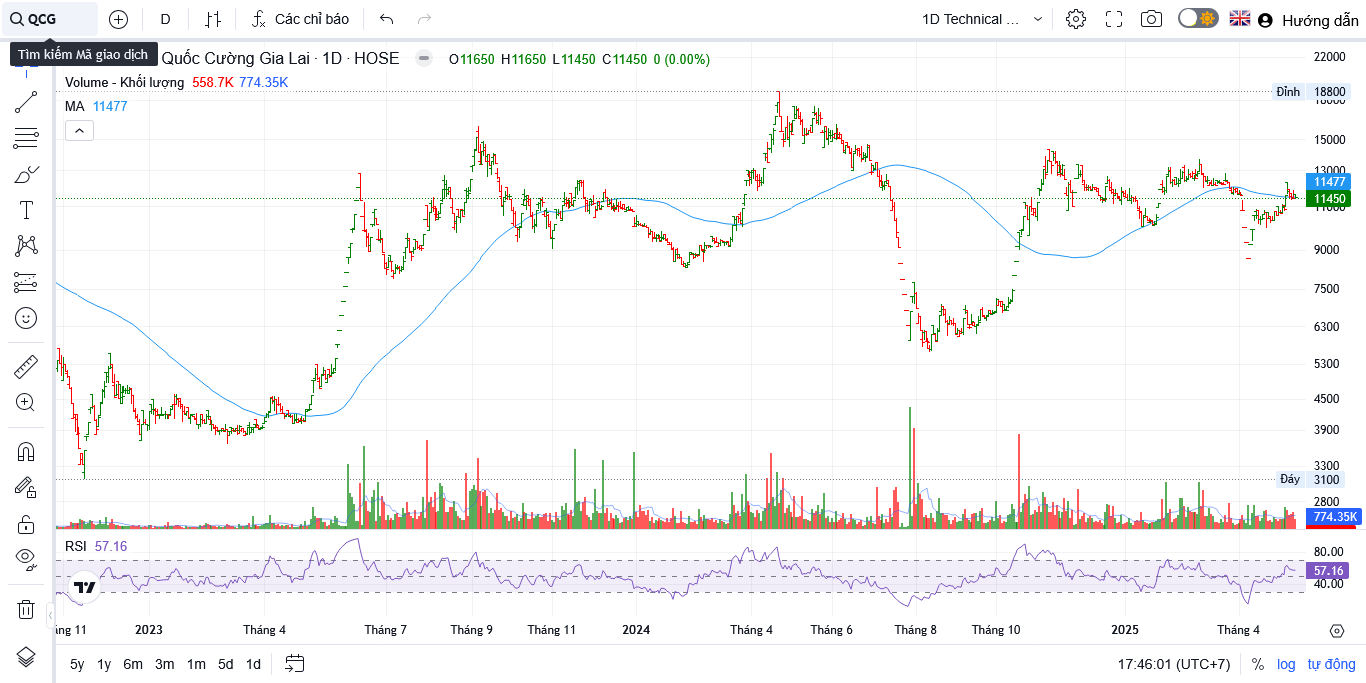 QCG D Các chỉ báo 1D Technical ... Hướng dẫn
Tìm kiếm Mã giao dịch
Quốc Cường Gia Lai · 1D · HOSE O11650 H11650 L11450 C11450 0 (0.00%)
Volume - Khối lượng 558.7K 774.35K
MA 11477
22000
Đỉnh 18800
18000
15000
13000
11477
11450
11000
9000
7500
6300
5300
4500
3900
3300
Đáy 3100
2800
774.35K
RSI 57.16
80.00
57.16
40.00
ng 11 2023 Tháng 4 Tháng 7 Tháng 9 Tháng 11 2024 Tháng 4 Tháng 6 Tháng 8 Tháng 10 2025 Tháng 4
5y 1y 6m 3m 1m 5d 1d 17:46:01 (UTC+7) % log tự động